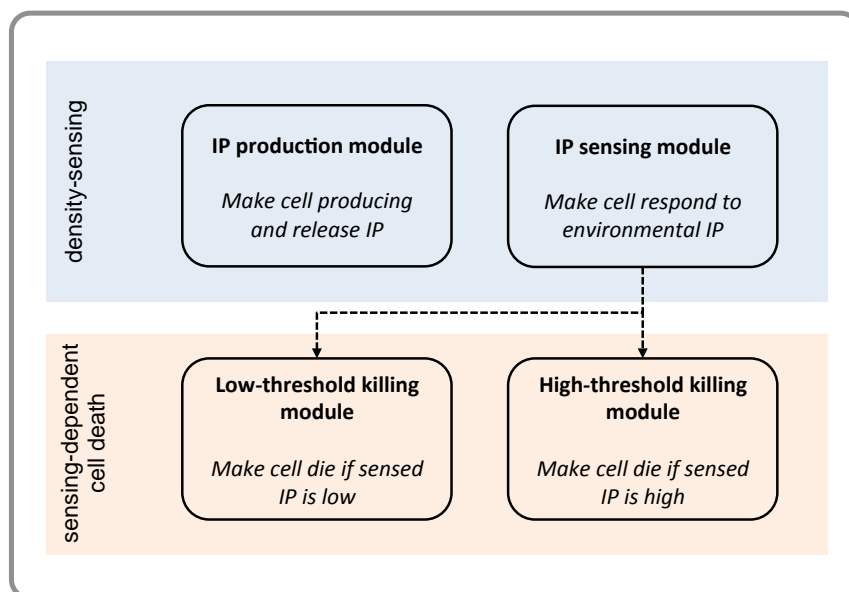 density-sensing
IP production module
Make cell producing
and release IP
IP sensing module
Make cell respond to
environmental IP
sensing-dependent
cell death
Low-threshold killing
module
Make cell die if sensed
IP is low
High-threshold killing
module
Make cell die if sensed
IP is high